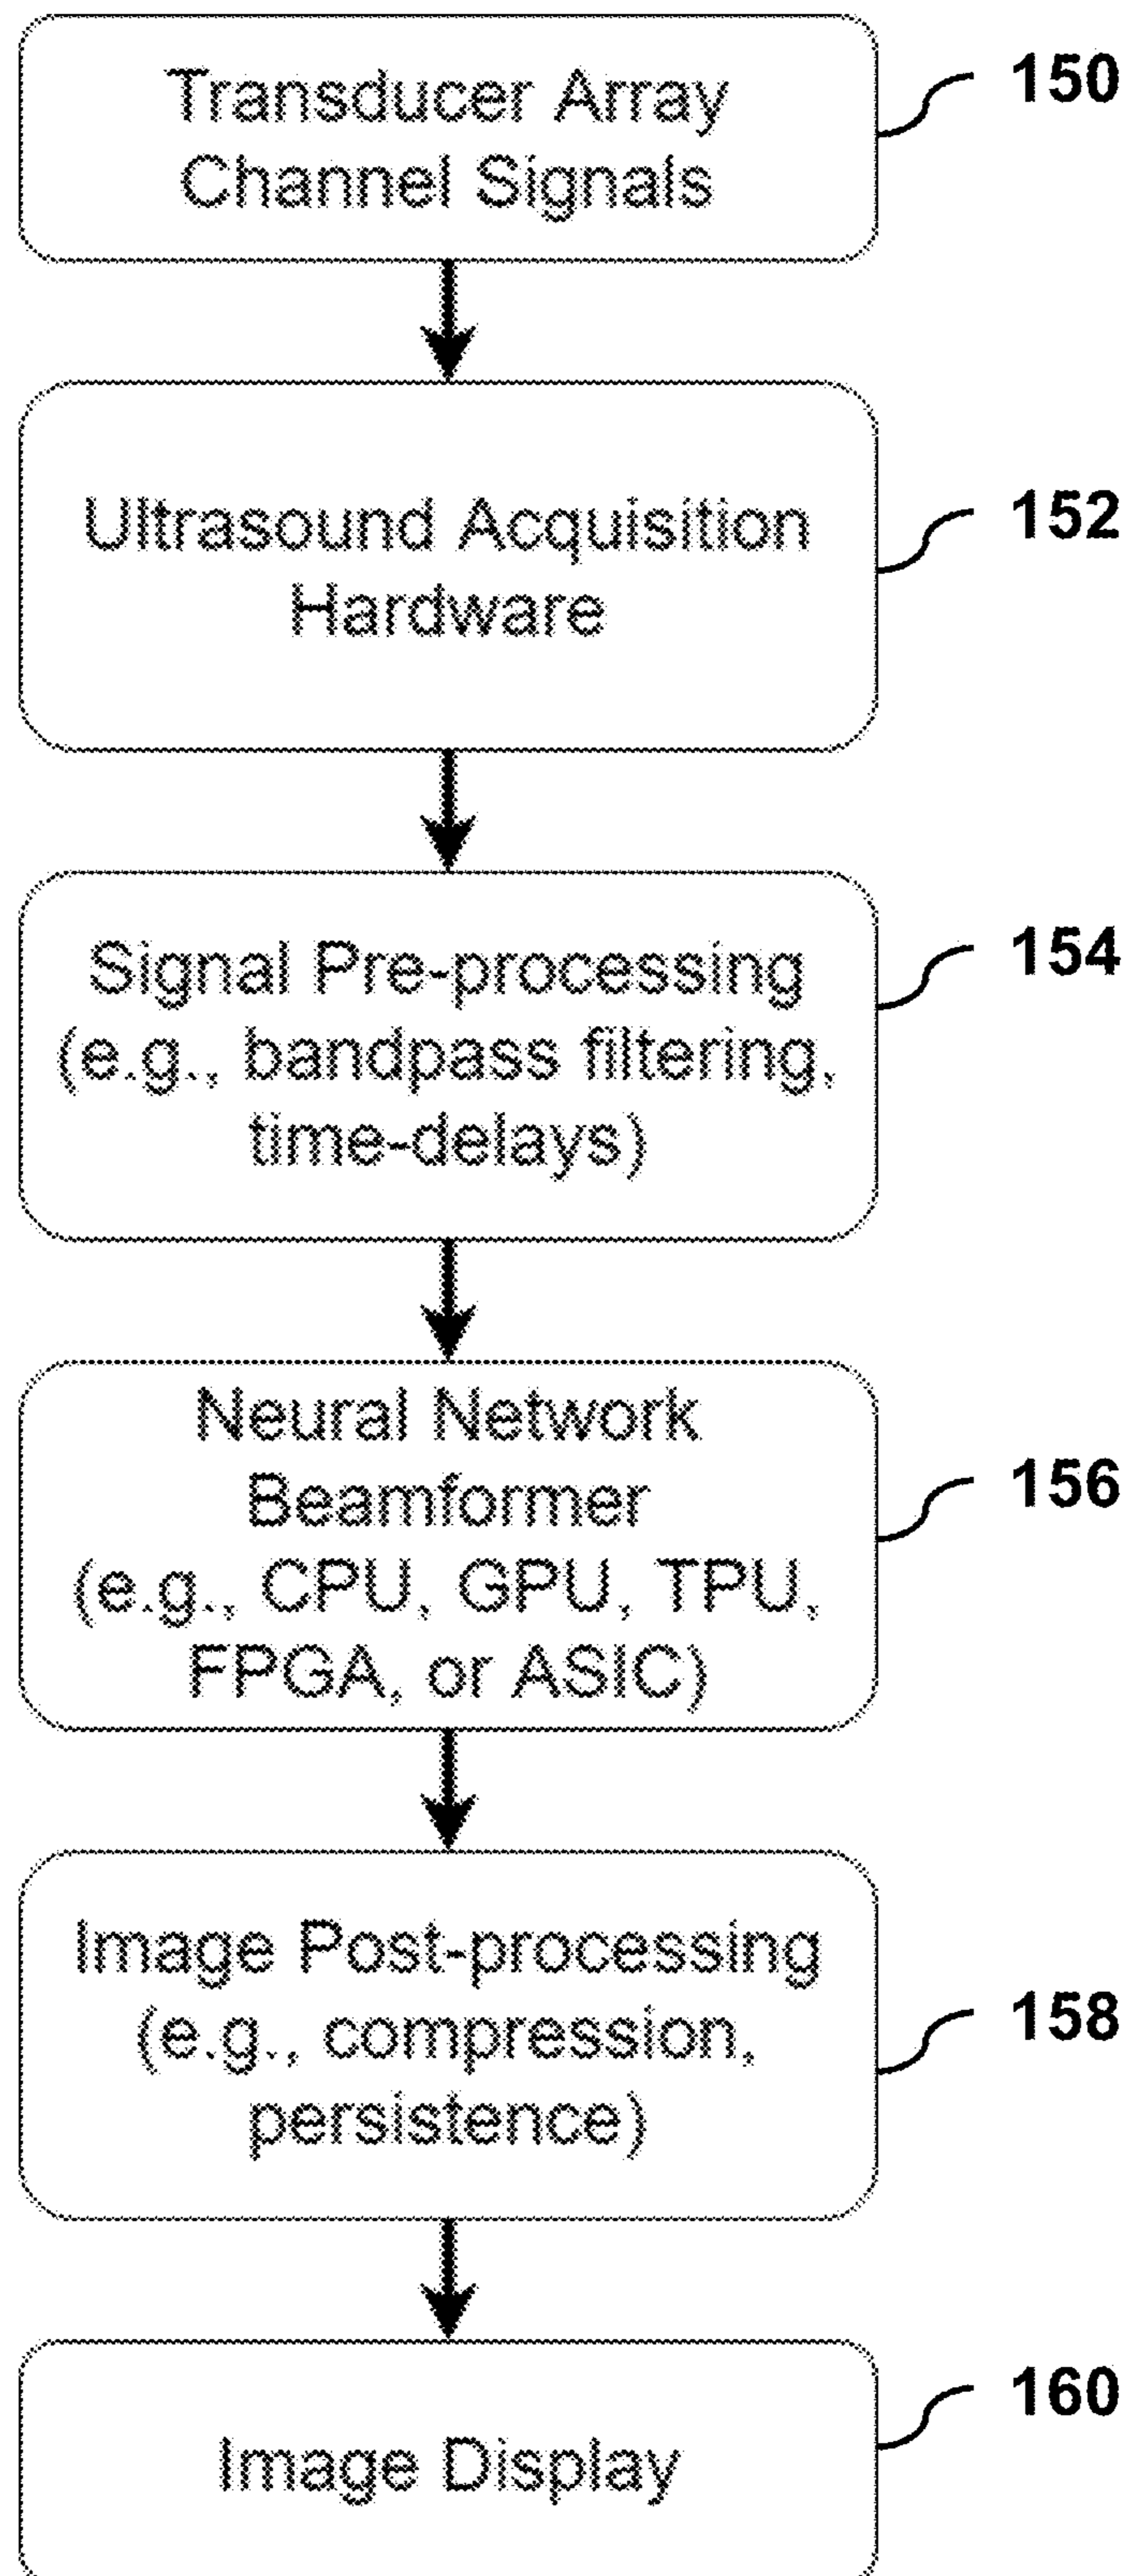 Transducer Array
Channel Signals
150
Ultrasound Acquisition
Hardware
152
Signal Pre-processing
(e.g., bandpass filtering,
time-delays)
154
Neural Network
Beamformer
(e.g., CPU, GPU, TPU,
FPGA, or ASIC)
156
Image Post-processing
(e.g., compression,
persistence)
158
Image Display
160